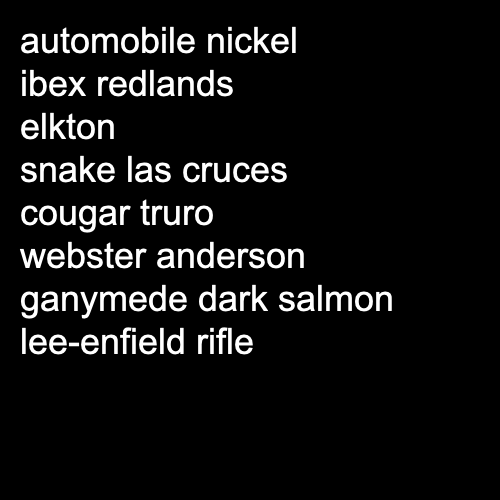 automobile nickel
ibex redlands
elkton
snake las cruces
cougar truro
webster anderson
ganymede dark salmon
lee-enfield rifle